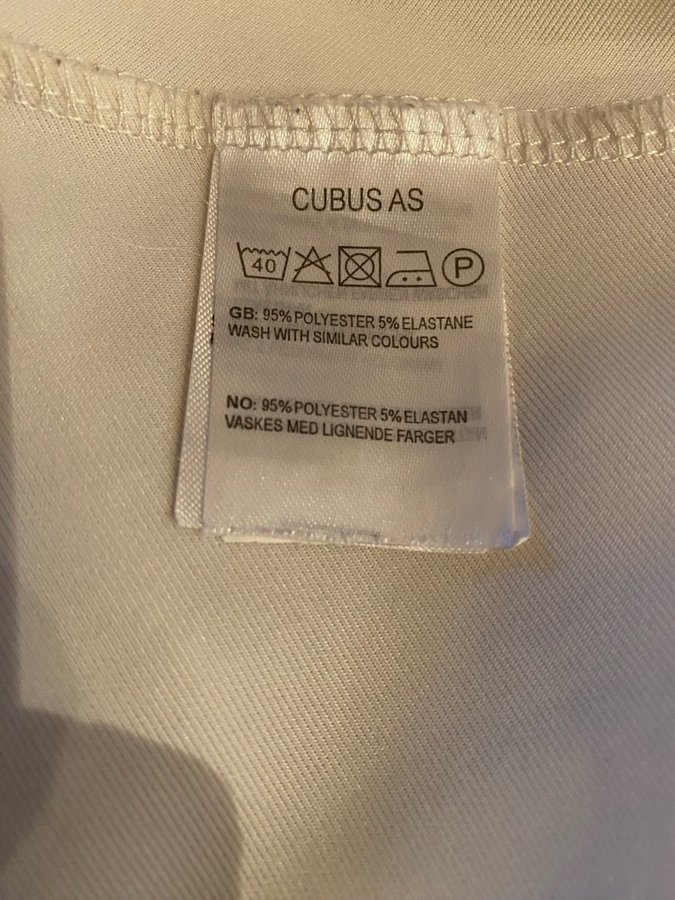 CUBUS AS
40 P
GB: 95% POLYESTER 5% ELASTANE
WASH WITH SIMILAR COLOURS
NO: 95% POLYESTER 5% ELASTAN
VASKES MED LIGNENDE FARGER